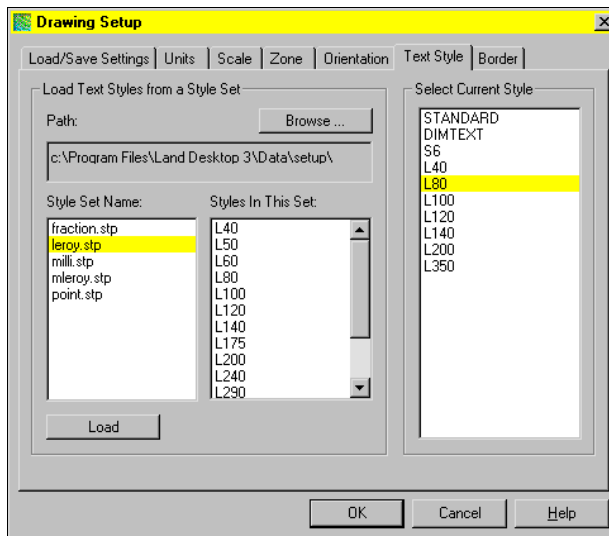 Drawing Setup
Load/Save Settings Units Scale Zone Orientation Text Style Border
Load Text Styles from a Style Set
Path:
Browse ...
c:\Program Files\Land Desktop 3\Data\setup\
Style Set Name:
fraction.stp
leroy.stp
milli.stp
mleroy.stp
point.stp
Styles In This Set:
L40
L50
L60
L80
L100
L120
L140
L175
L200
L240
L290
Load
Select Current Style
STANDARD
DIMTEXT
S6
L40
L80
L100
L120
L140
L200
L350
OK Cancel Help